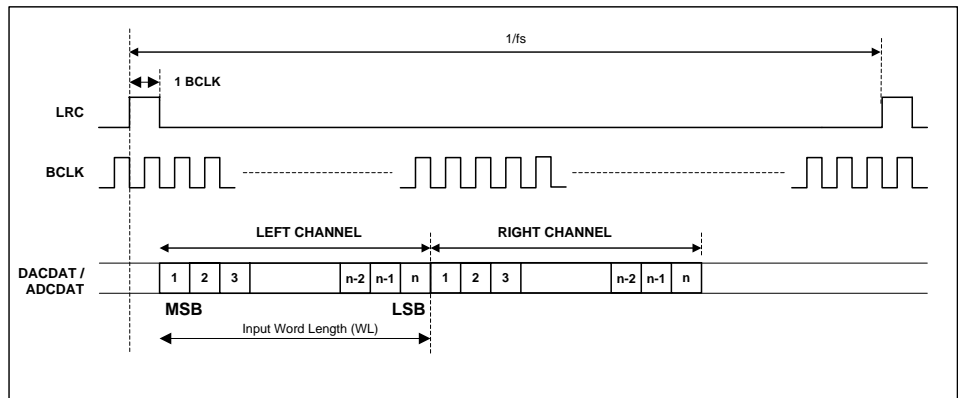 1/fs
1 BCLK
LRC
BCLK
LEFT CHANNEL RIGHT CHANNEL
DACDAT /
ADCDAT
1 2 3 n-2 n-1 n 1 2 3 n-2 n-1 n
MSB LSB
Input Word Length (WL)